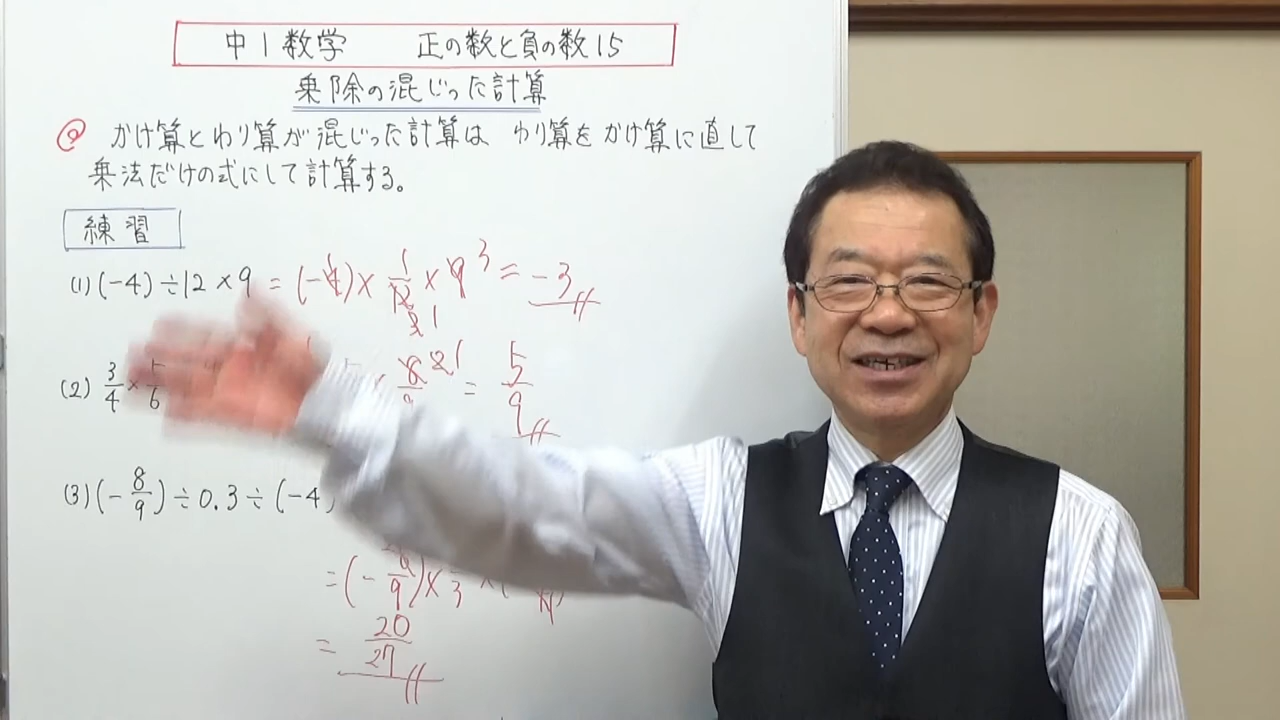 中1数学 正の数と負の数15
乗除の混じった計算
◎ かけ算とわり算が混じった計算は わり算をかけ算に直して
乗法だけの式にして計算する。
練習
(1) (-4)÷12×9 = (-4)× 1/12 ×9 3 = -3
(2) 3/4 × 5/6 = 5/9
(3) (-8/9)÷0.3÷(-4)
=(-8/9)×
= 20/27